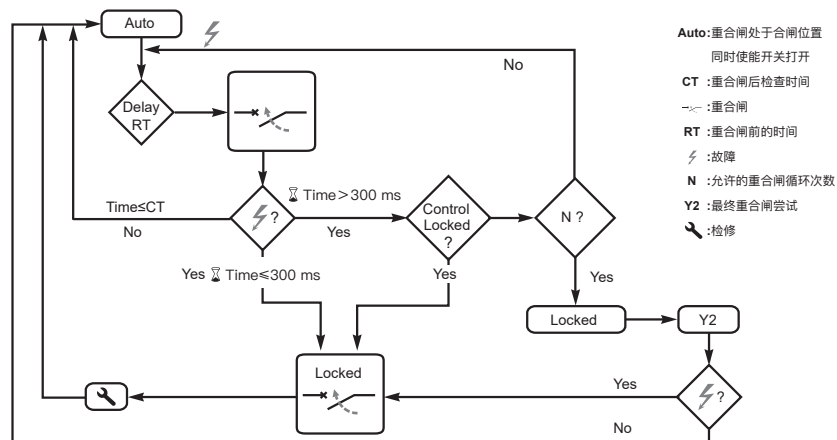 Auto
No
Delay
RT
Time≤CT
No
?
Time>300 ms
Yes
Control
Locked
?
N ?
Yes Time≤300 ms
Yes
Yes
Locked
Y2
Locked
Yes
?
No
Auto:重合闸处于合闸位置
同时使能开关打开
CT :重合闸后检查时间
:重合闸
RT :重合闸前的时间
:故障
N :允许的重合闸循环次数
Y2 :最终重合闸尝试
:检修